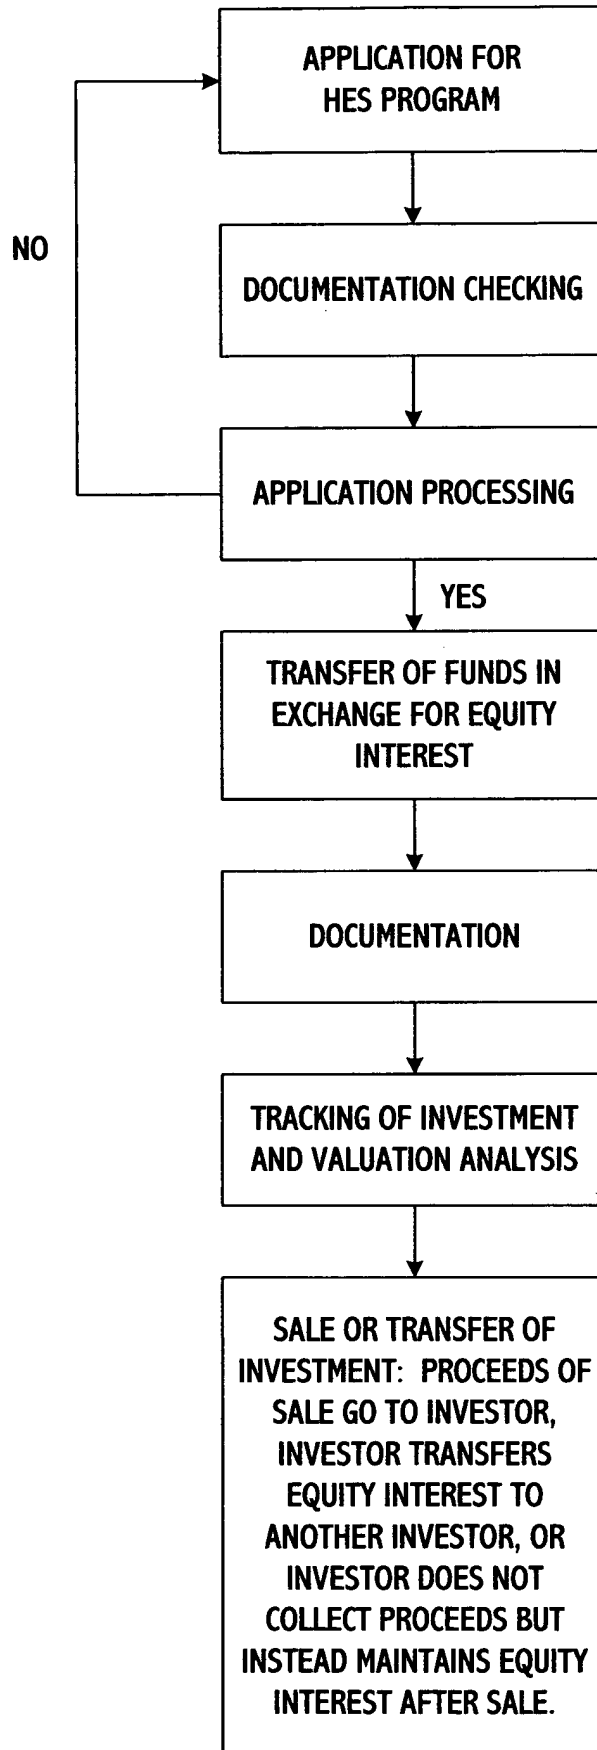 APPLICATION FOR
HES PROGRAM
NO
DOCUMENTATION CHECKING
APPLICATION PROCESSING
YES
TRANSFER OF FUNDS IN
EXCHANGE FOR EQUITY
INTEREST
DOCUMENTATION
TRACKING OF INVESTMENT
AND VALUATION ANALYSIS
SALE OR TRANSFER OF
INVESTMENT: PROCEEDS OF
SALE GO TO INVESTOR,
INVESTOR TRANSFERS
EQUITY INTEREST TO
ANOTHER INVESTOR, OR
INVESTOR DOES NOT
COLLECT PROCEEDS BUT
INSTEAD MAINTAINS EQUITY
INTEREST AFTER SALE.